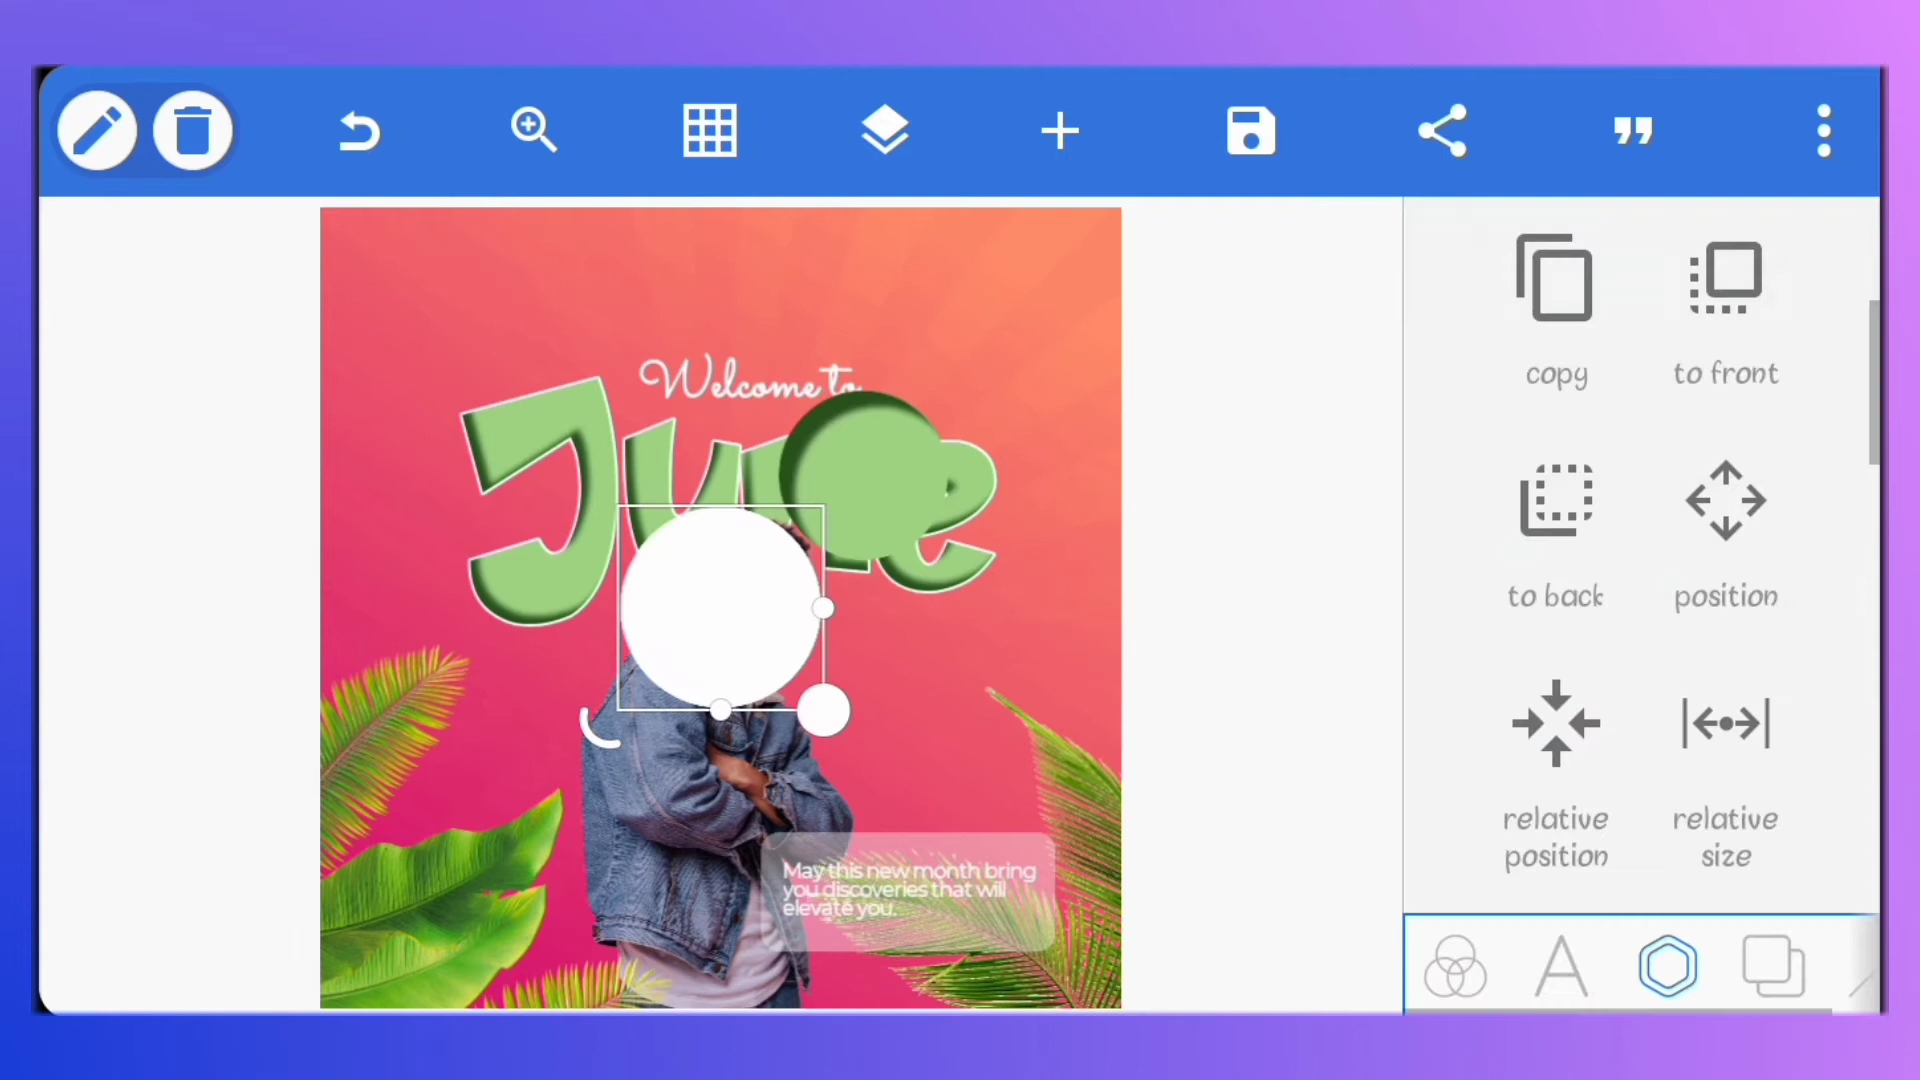 Welcome to
June
May this new month bring
you discoveries that will
elevate you.
copy
to front
to back
position
relative
position
relative
size